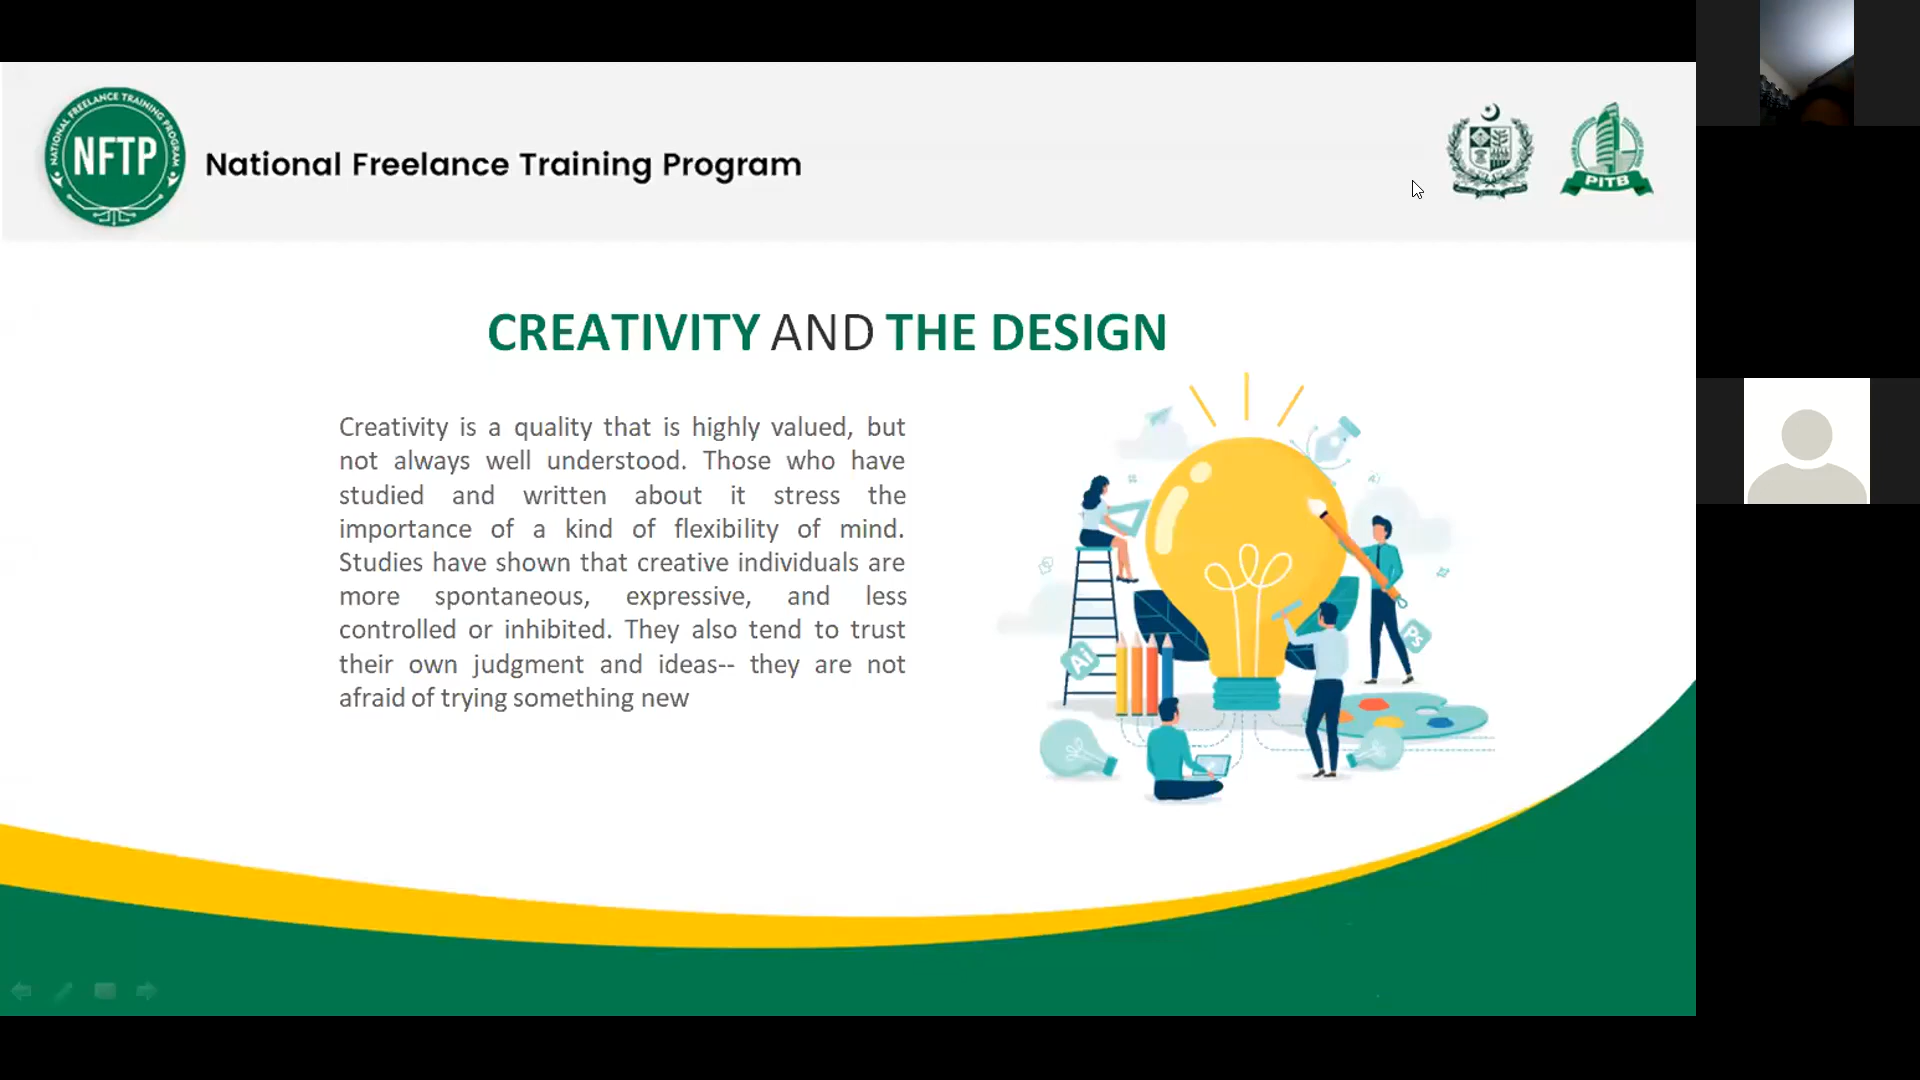 NATIONAL FREELANCE TRAINING PROGRAM
NFTP
National Freelance Training Program
PITB
CREATIVITY AND THE DESIGN
Creativity is a quality that is highly valued, but
not always well understood. Those who have
studied and written about it stress the
importance of a kind of flexibility of mind.
Studies have shown that creative individuals are
more spontaneous, expressive, and less
controlled or inhibited. They also tend to trust
their own judgment and ideas-- they are not
afraid of trying something new
Ai
Ps